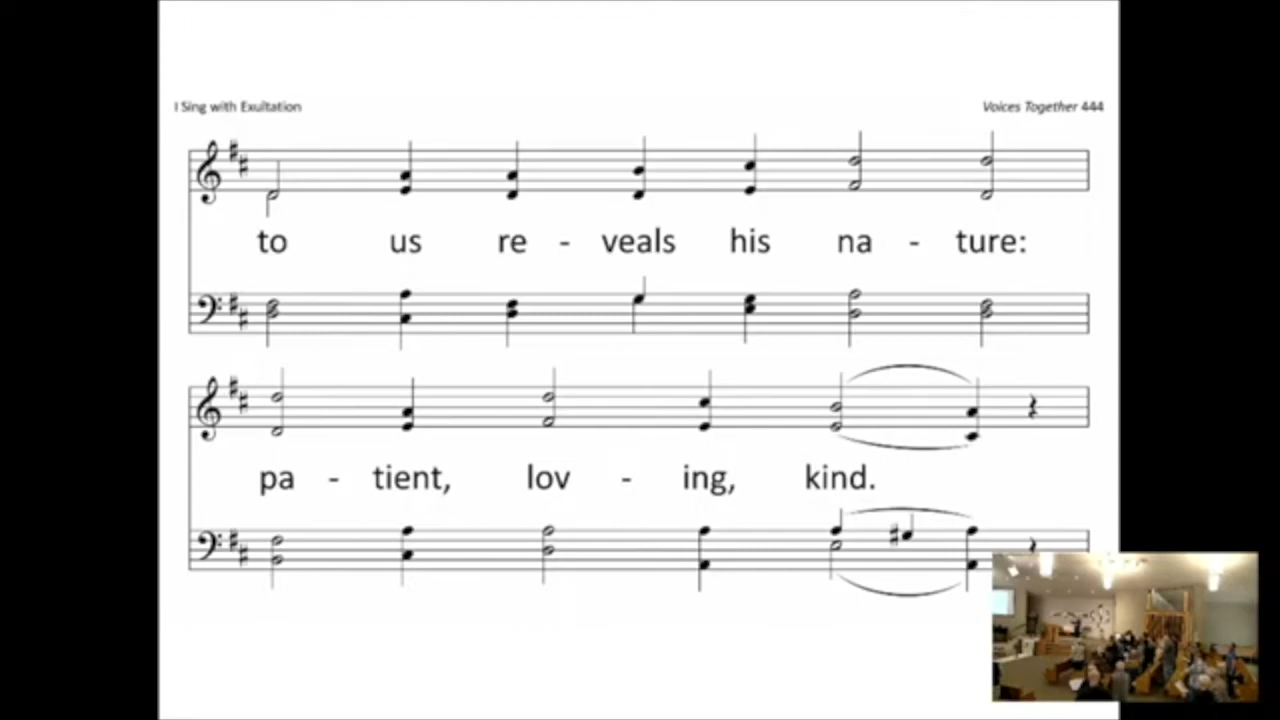 I Sing with Exultation
Voices Together 444
to us re - veals his na - ture:
pa - tient, lov - ing, kind.